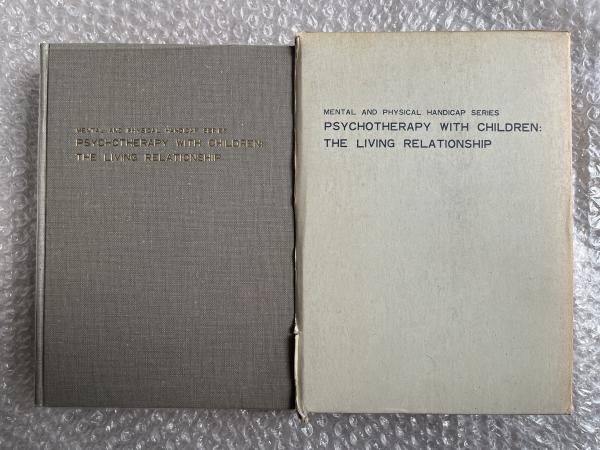 MENTAL AND PHYSICAL HANDICAP SERIES
PSYCHOTHERAPY WITH CHILDREN:
THE LIVING RELATIONSHIP
MENTAL AND PHYSICAL HANDICAP SERIES
PSYCHOTHERAPY WITH CHILDREN:
THE LIVING RELATIONSHIP